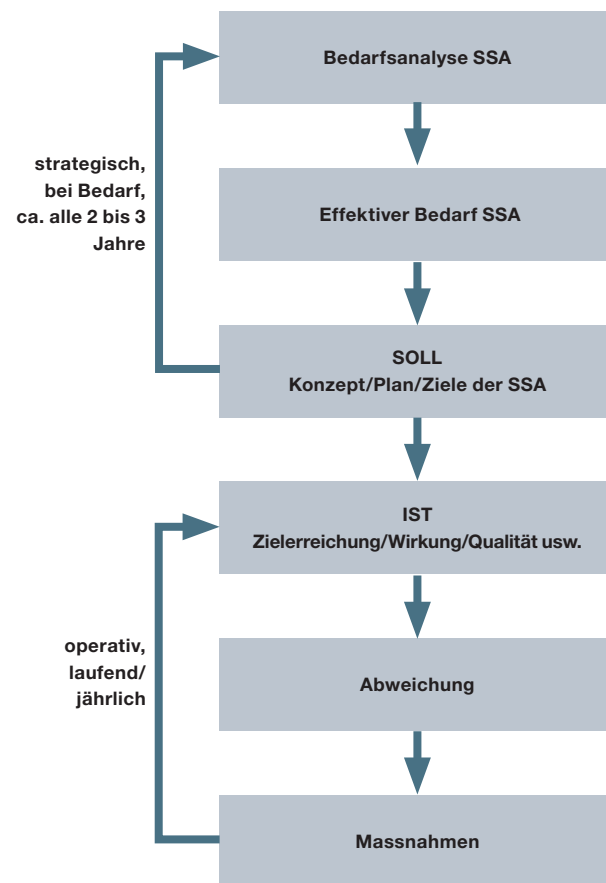 Bedarfsanalyse SSA
strategisch,
bei Bedarf,
ca. alle 2 bis 3
Jahre
Effektiver Bedarf SSA
SOLL
Konzept/Plan/Ziele der SSA
IST
Zielerreichung/Wirkung/Qualität usw.
operativ,
laufend/
jährlich
Abweichung
Massnahmen